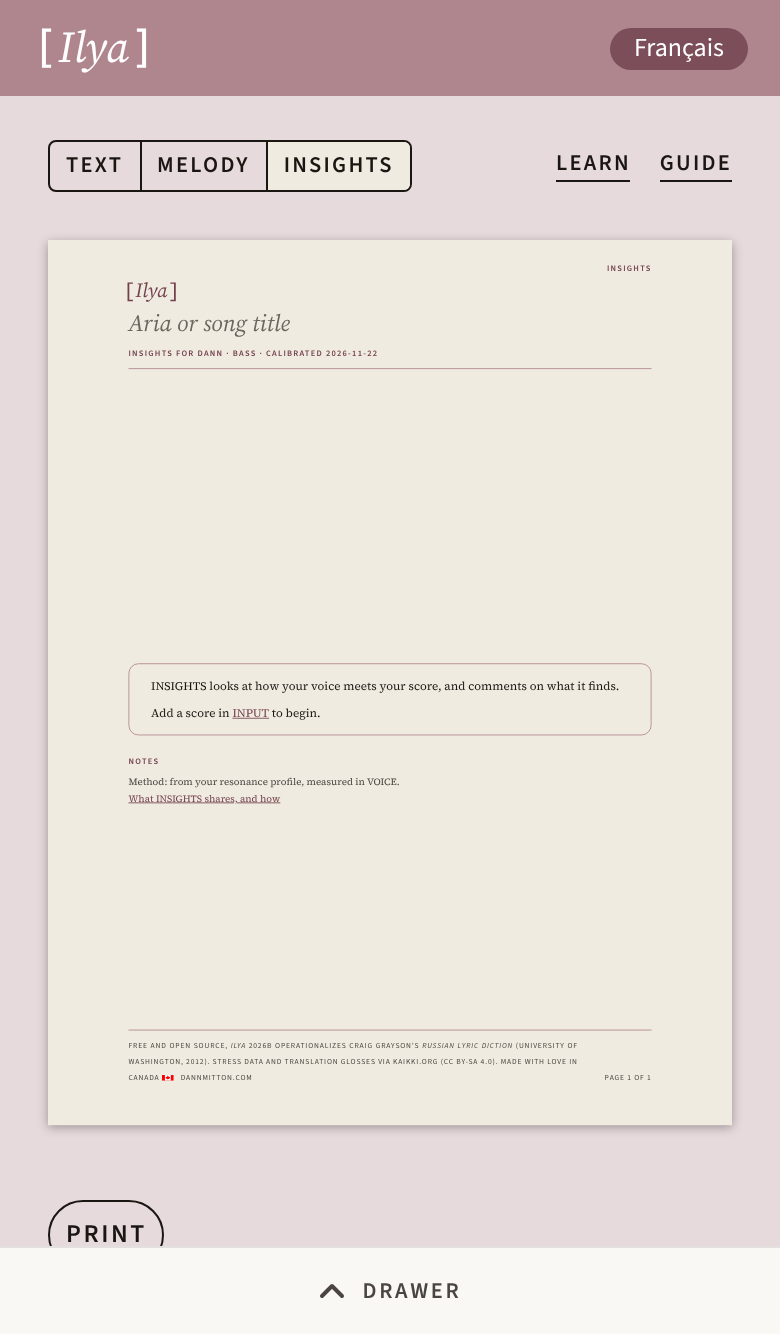 [Ilya]
Français
TEXT MELODY INSIGHTS LEARN GUIDE
INSIGHTS
[Ilya]
Aria or song title
INSIGHTS FOR DANN · BASS · CALIBRATED 2026-11-22
INSIGHTS looks at how your voice meets your score, and comments on what it finds.
Add a score in INPUT to begin.
NOTES
Method: from your resonance profile, measured in VOICE.
What INSIGHTS shares, and how
FREE AND OPEN SOURCE, ILYA 2026B OPERATIONALIZES CRAIG GRAYSON'S RUSSIAN LYRIC DICTION (UNIVERSITY OF
WASHINGTON, 2012). STRESS DATA AND TRANSLATION GLOSSES VIA KAIKKI.ORG (CC BY-SA 4.0). MADE WITH LOVE IN
CANADA 🇨🇦 DANNMITTON.COM
PAGE 1 OF 1
PRINT
DRAWER